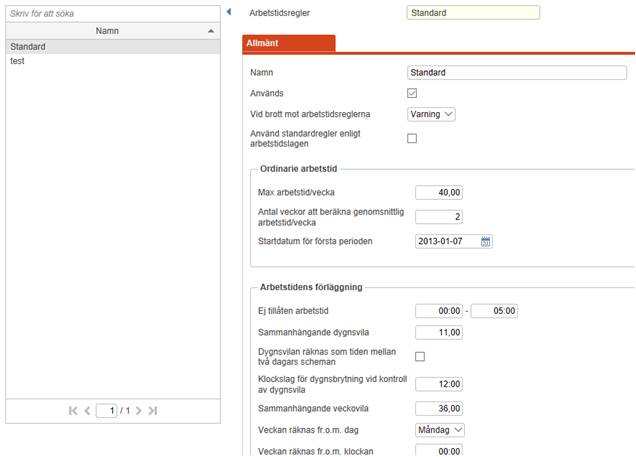 Skriv för att söka
Namn
Standard
test
1 / 1
Arbetstidsregler Standard
Allmänt
Namn Standard
Används
Vid brott mot arbetstidsreglerna Varning
Använd standardregler enligt
arbetstidslagen
Ordinarie arbetstid
Max arbetstid/vecka 40,00
Antal veckor att beräkna genomsnittlig
arbetstid/vecka 2
Startdatum för första perioden 2013-01-07
Arbetstidens förläggning
Ej tillåten arbetstid 00:00 - 05:00
Sammanhängande dygnsvila 11,00
Dygnsvilan räknas som tiden mellan
två dagars scheman
Klockslag för dygnsbrytning vid kontroll
av dygnsvila 12:00
Sammanhängande veckovila 36,00
Veckan räknas fr.o.m. dag Måndag
Veckan räknas fr.o.m. klockan 00:00